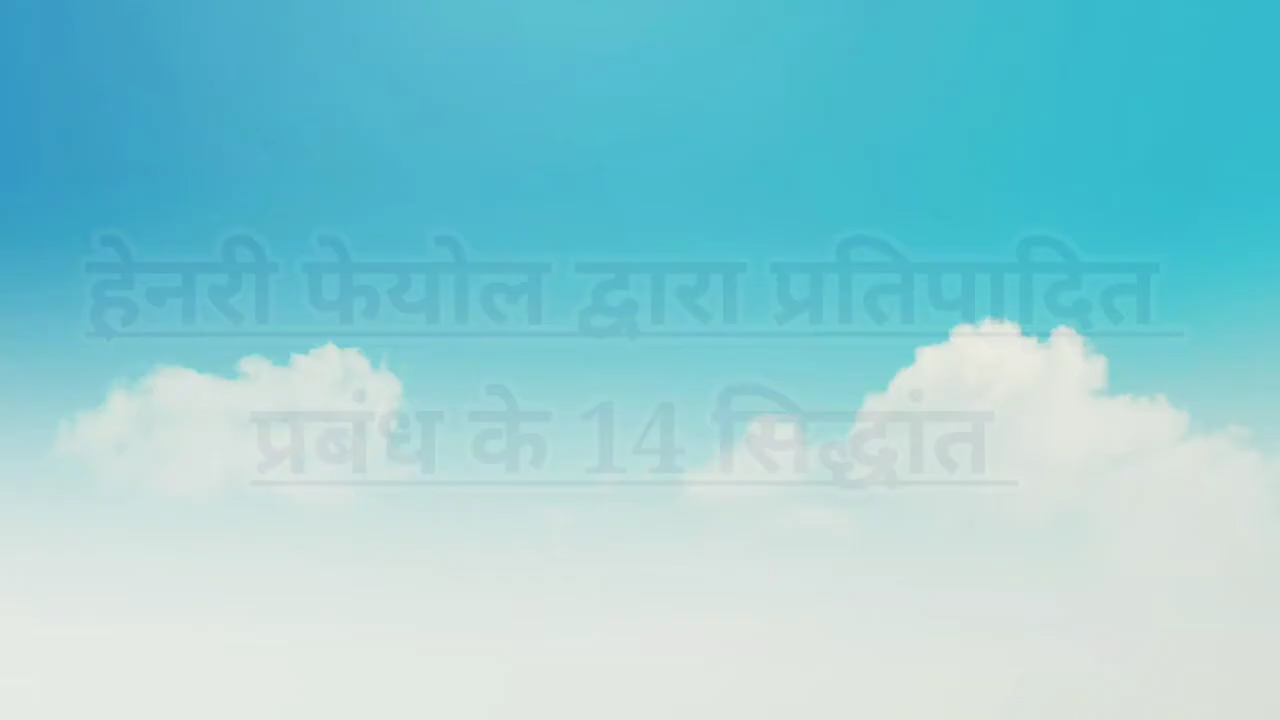 हेनरी फेयोल द्वारा प्रतिपादित
प्रबंध के 14 सिद्धांत